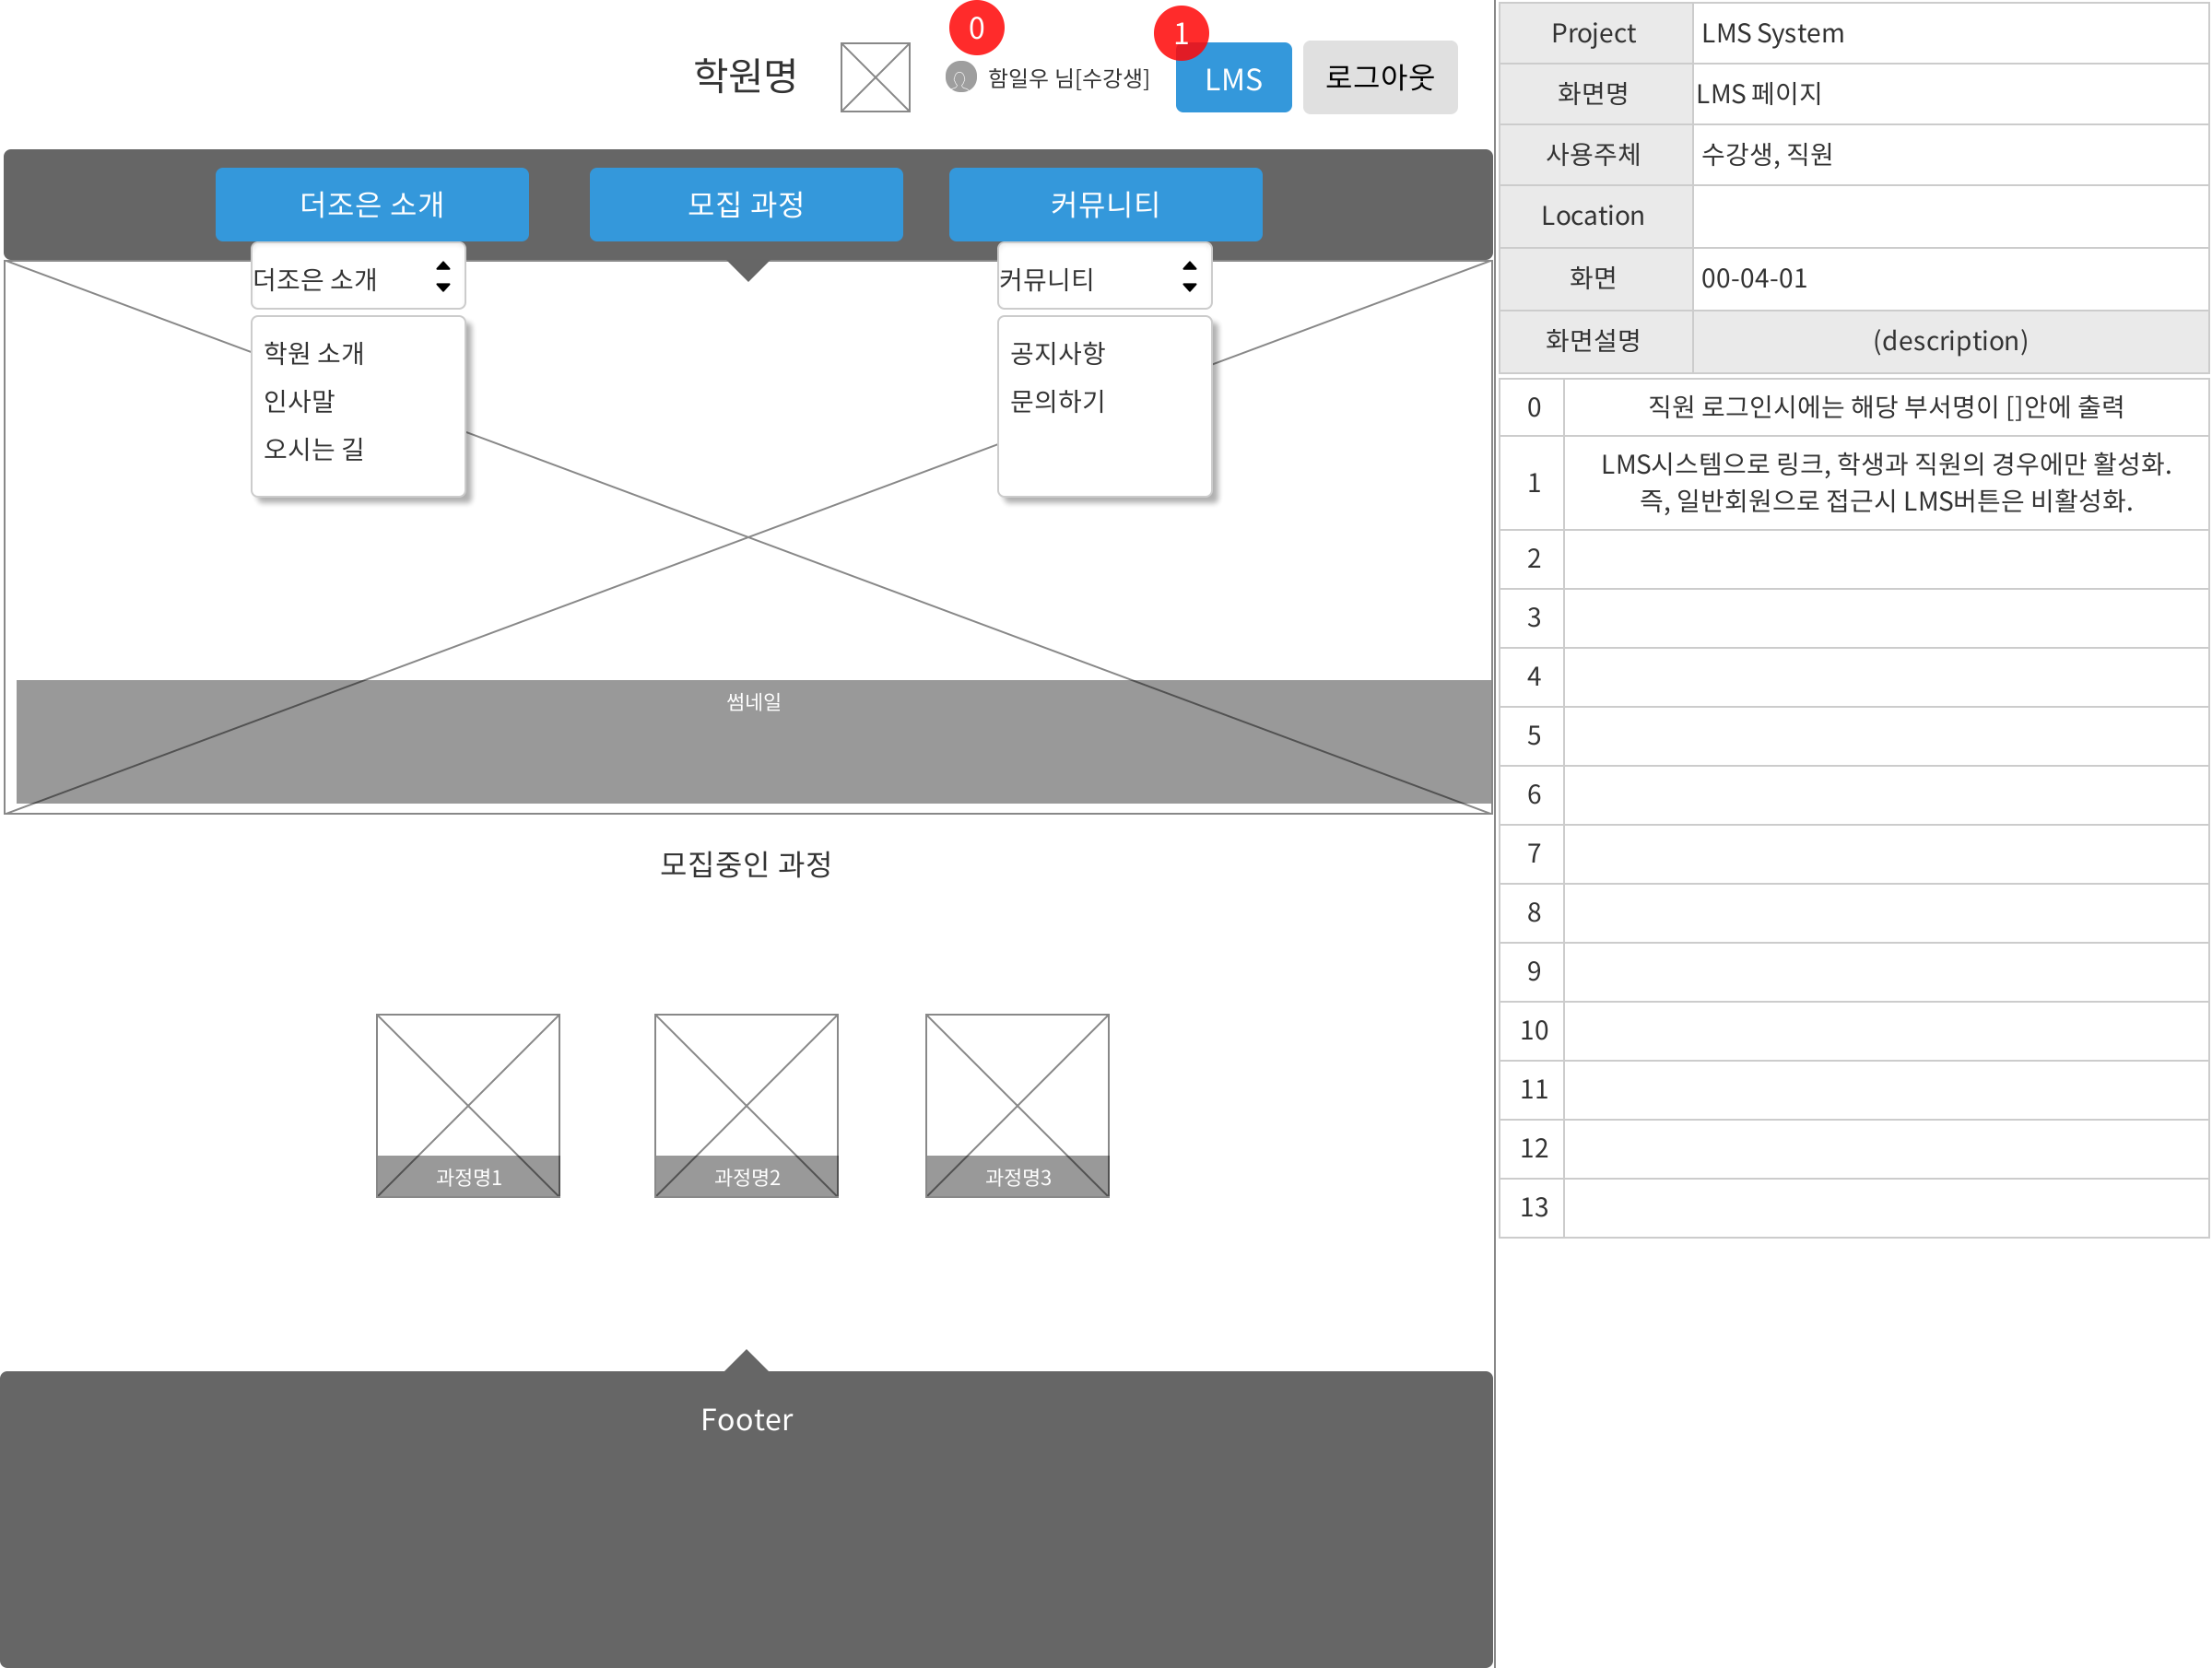 학원명
0
함일우 님[수강생]
1
LMS
로그아웃
더조은 소개
모집 과정
커뮤니티
더조은 소개
학원 소개
인사말
오시는 길
커뮤니티
공지사항
문의하기
썸네일
모집중인 과정
과정명1
과정명2
과정명3
Footer
Project LMS System
화면명 LMS 페이지
사용주체 수강생, 직원
Location
화면 00-04-01
화면설명 (description)
0 직원 로그인시에는 해당 부서명이 []안에 출력
1 LMS시스템으로 링크, 학생과 직원의 경우에만 활성화.
즉, 일반회원으로 접근시 LMS버튼은 비활성화.
2
3
4
5
6
7
8
9
10
11
12
13